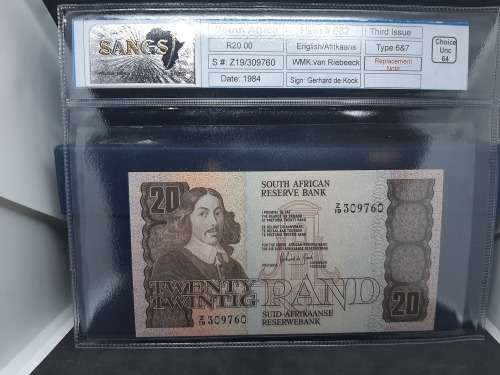 SANGS
South Africa
Third Issue
R20.00
English/Afrikaans
Type 6&7
Choice
Unc
64
S #: Z19/309760
WMK.van Riebeeck
Replacement
Note
Date: 1984
Sign: Gerhard de Kock
20
SOUTH AFRICAN
RESERVE BANK
Z/19 309760
TWENTY
TWINTIG
RAND
Z/19 309760
SUID-AFRIKAANSE
RESERWEBANK
20